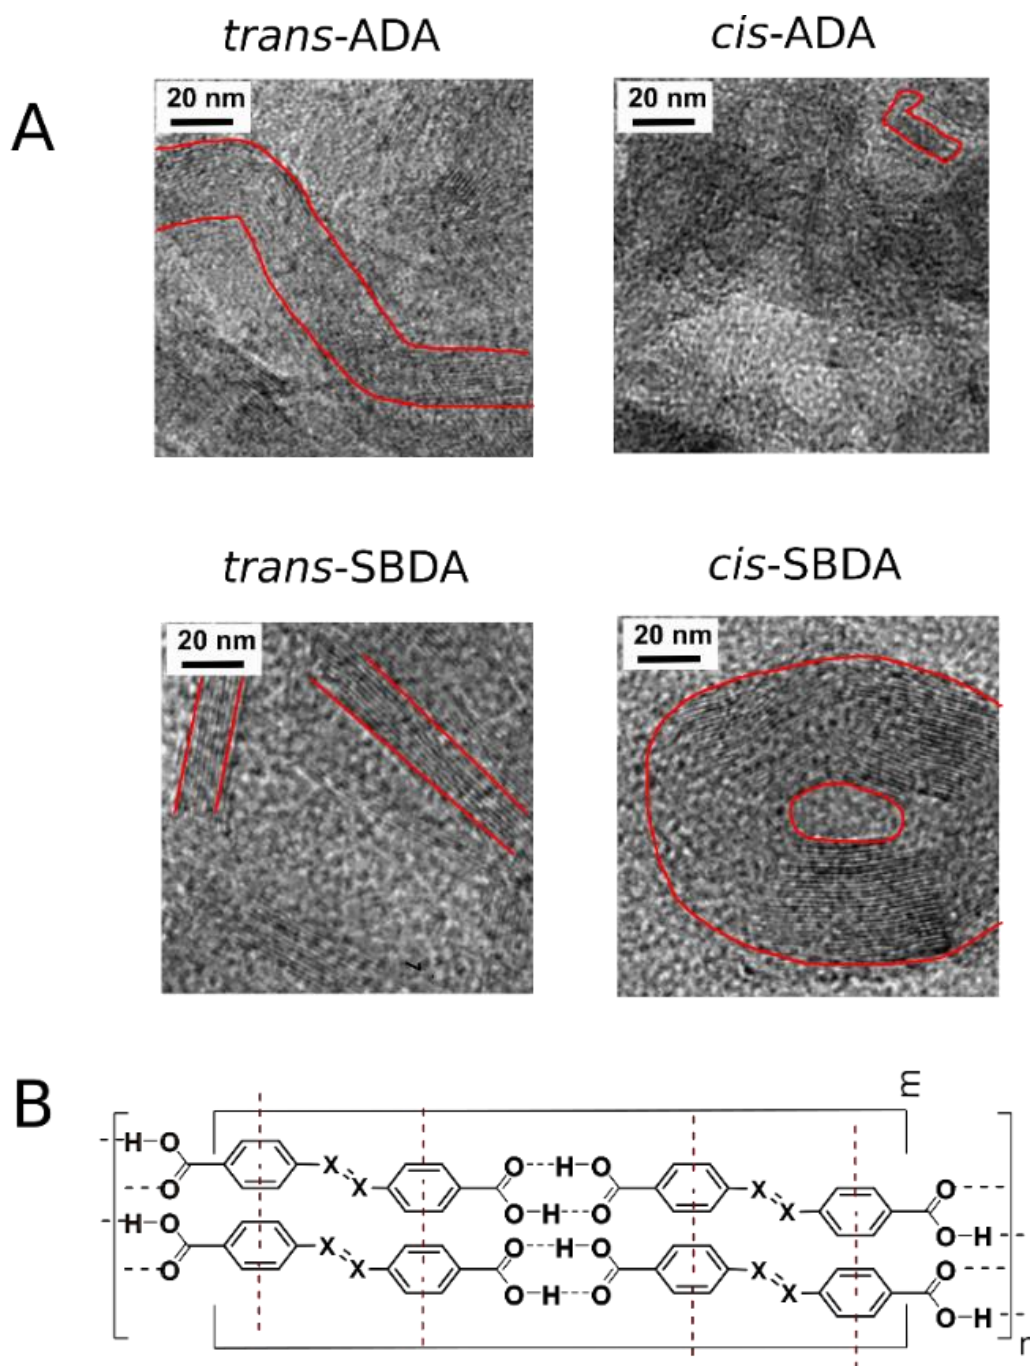 trans-ADA cis-ADA
A
20 nm 20 nm
trans-SBDA cis-SBDA
20 nm 20 nm
B
m
H-O O---H-O
X X
X X
O O-H---O O
H-O O---H-O O-H
X X O
X X
O O-H---O O-H
n